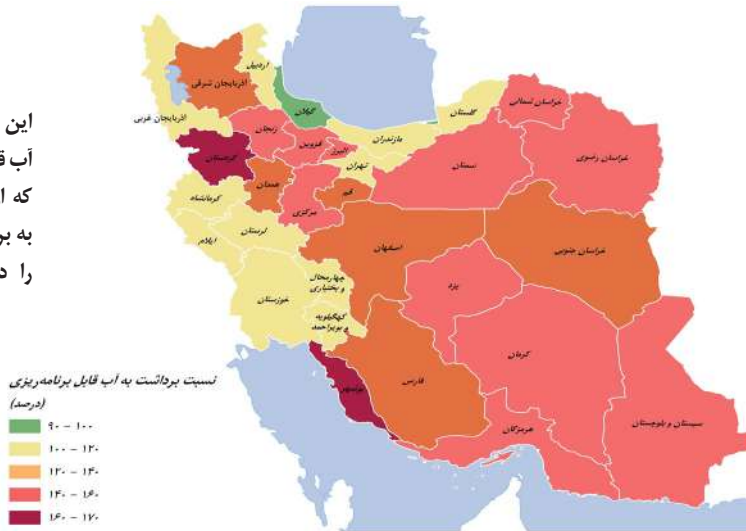 اردبیل
آذربایجان شرقی
گیلان
آذربایجان غربی
زنجان
کردستان
قزوین
البرز
مازندران
گلستان
خراسان شمالی
خراسان رضوی
سمنان
تهران
قم
همدان
مرکزی
کرمانشاه
لرستان
ایلام
اصفهان
خراسان جنوبی
چهارمحال
و بختیاری
خوزستان
کهگیلویه
و بویراحمد
یزد
کرمان
فارس
بوشهر
هرمزگان
سیستان و بلوچستان
این
که ا
به بر
را د
نسبت برداشت به آب قابل برنامه‌ریزی
(درصد)
۹۰ - ۱۰۰
۱۰۰ - ۱۲۰
۱۲۰ - ۱۴۰
۱۴۰ - ۱۶۰
۱۶۰ - ۱۷۰